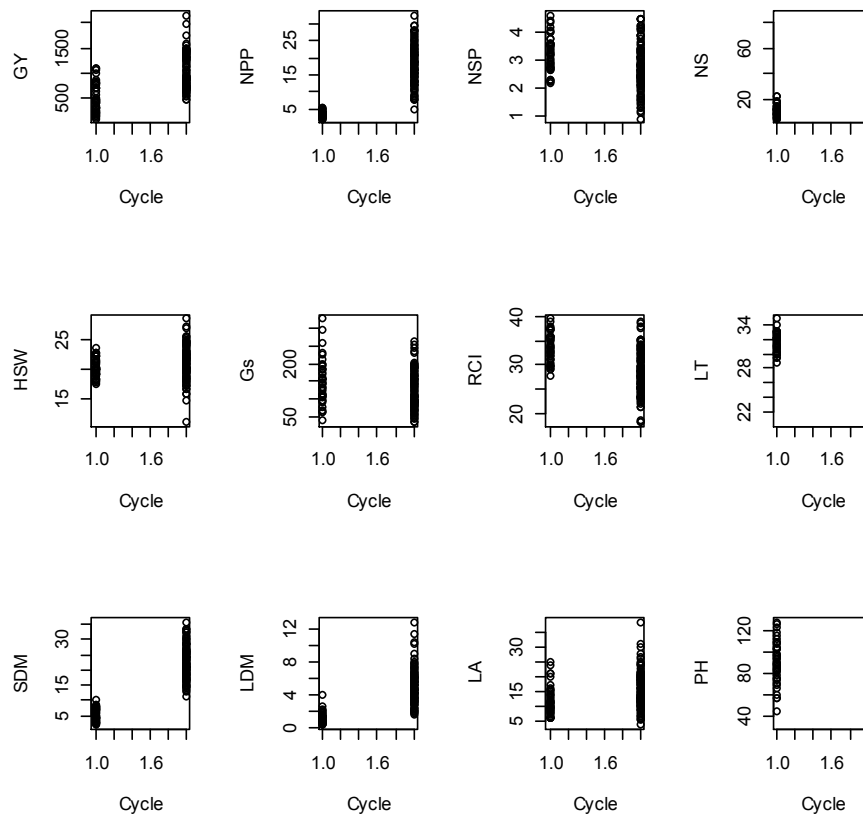 GY
500 1500
1.0 1.6
Cycle
NPP
5 15 25
1.0 1.6
Cycle
NSP
1 2 3 4
1.0 1.6
Cycle
NS
20 60
1.0 1.6
HSW
15 25
1.0 1.6
Cycle
Gs
50 200
1.0 1.6
Cycle
RCI
20 30 40
1.0 1.6
Cycle
LT
22 28 34
1.0 1.6
Cycle
SDM
5 15 30
1.0 1.6
Cycle
LDM
0 4 8 12
1.0 1.6
Cycle
LA
5 15 30
1.0 1.6
Cycle
PH
40 80 120
1.0 1.6
Cycle